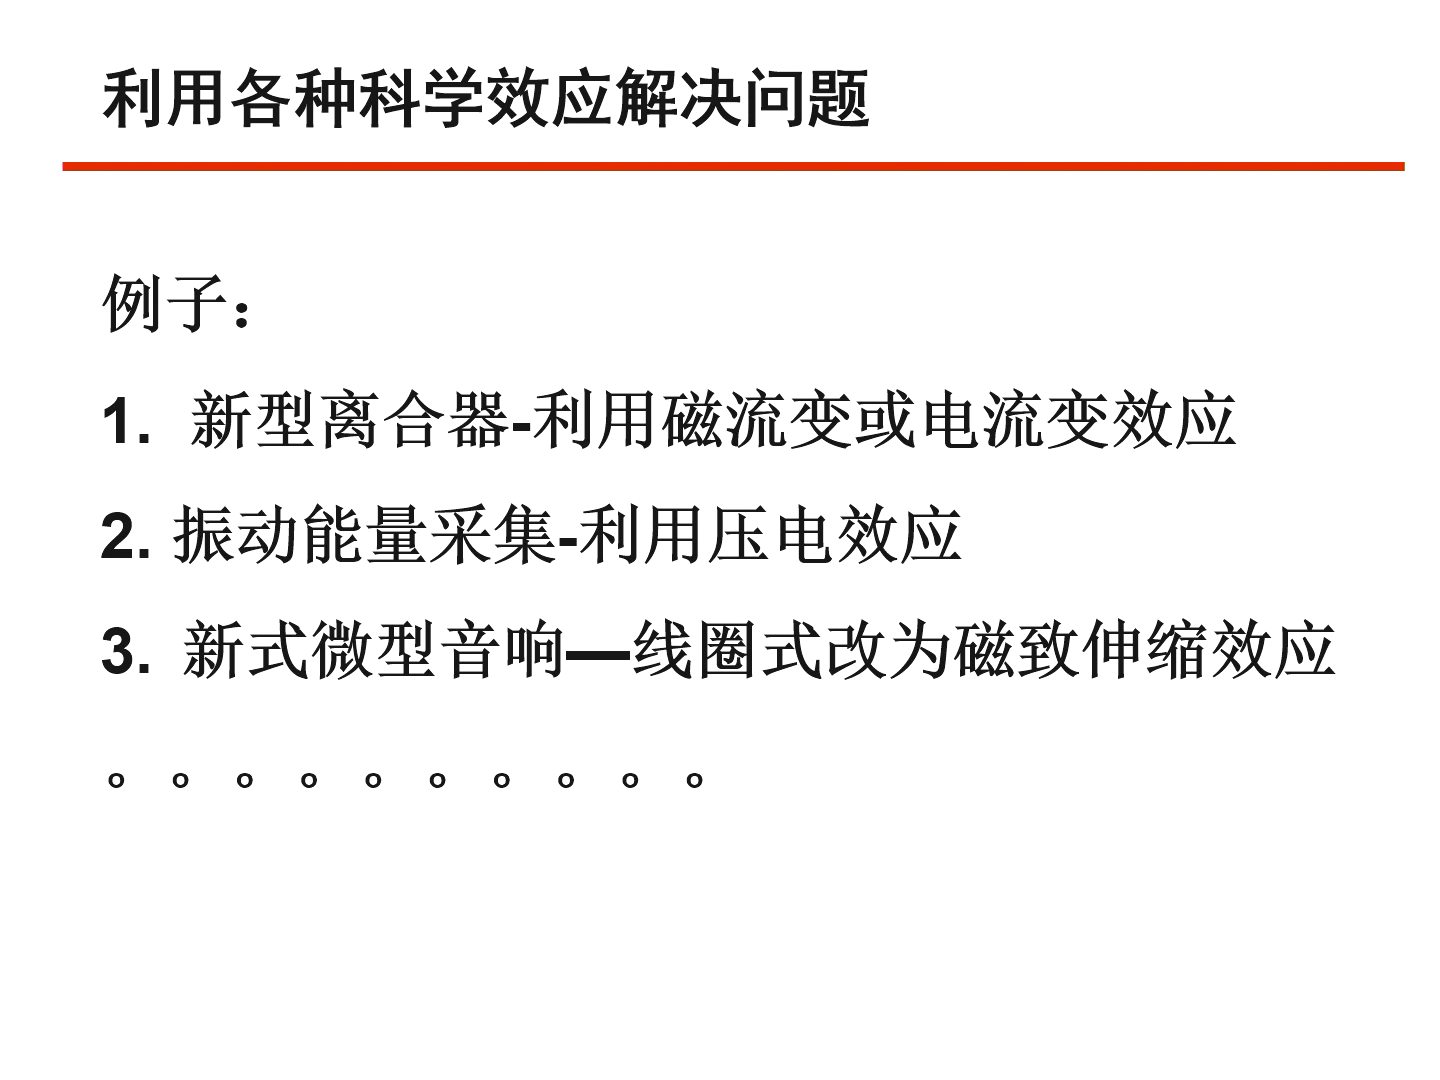 利用各种科学效应解决问题
例子：
1. 新型离合器-利用磁流变或电流变效应
2. 振动能量采集-利用压电效应
3. 新式微型音响—线圈式改为磁致伸缩效应
。。。。。。。。。。